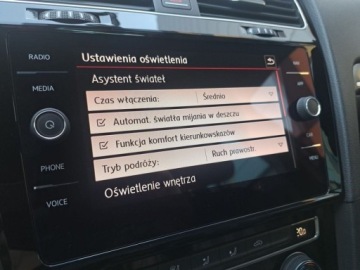 Ustawienia oświetlenia
RADIO
Asystent świateł
MEDIA
Czas włączenia: Średnio
Automat. światła mijania w deszczu
Funkcja komfort kierunkowskazów
PHONE
Tryb podróży: Ruch prawostr.
VOICE
Oświetlenie wnętrza